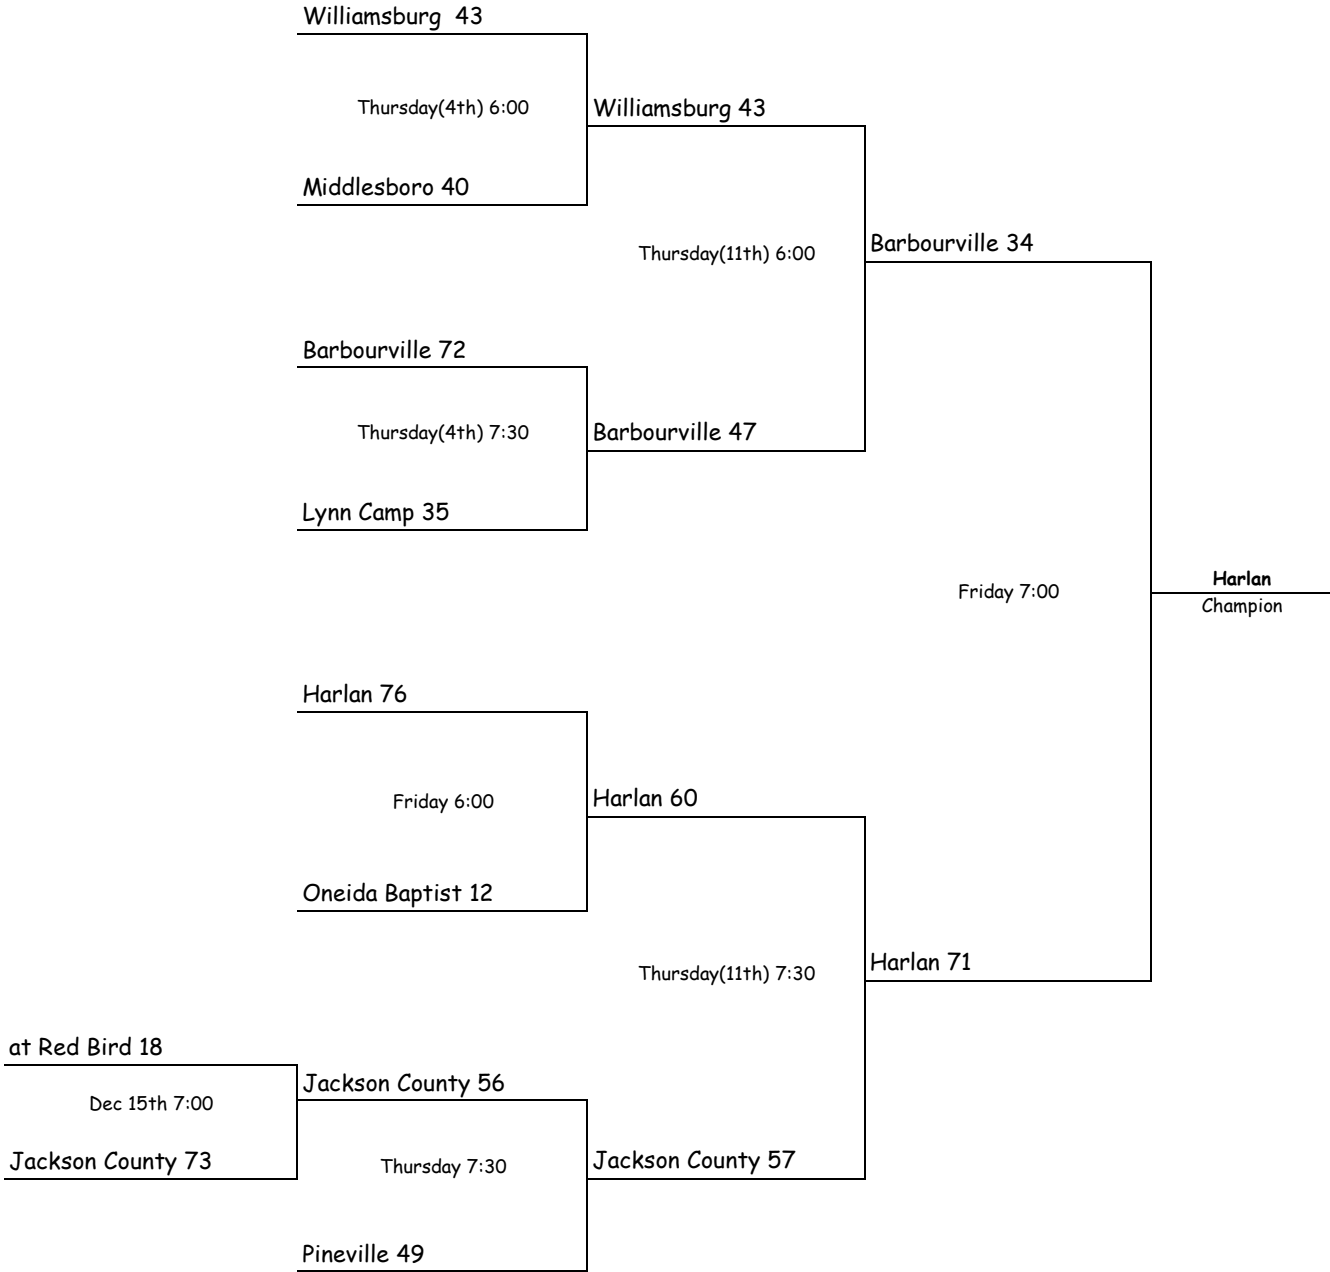 Williamsburg  43
Thursday(4th) 6:00
Williamsburg 43
Middlesboro 40
Barbourville 34
Thursday(11th) 6:00
Barbourville 72
Thursday(4th) 7:30
Barbourville 47
Lynn Camp 35
Harlan
Friday 7:00
Champion
Harlan 76
Harlan 60
Friday 6:00
Oneida Baptist 12
Harlan 71
Thursday(11th) 7:30
at Red Bird 18
Jackson County 56
Dec 15th 7:00
Jackson County 73
Jackson County 57
Thursday 7:30
Pineville 49